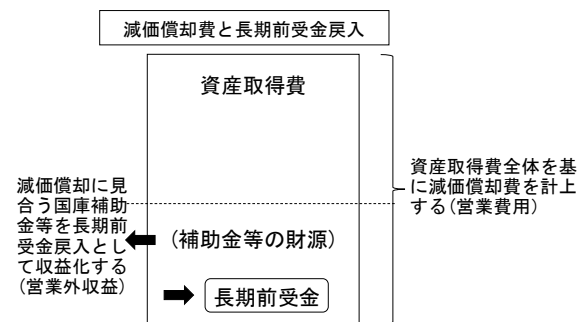 減価償却費と長期前受金戻入
資産取得費
資産取得費全体を基
に減価償却費を計上
する(営業費用)
減価償却に見
合う国庫補助
金等を長期前
受金戻入とし
て収益化する
(営業外収益)
(補助金等の財源)
長期前受金